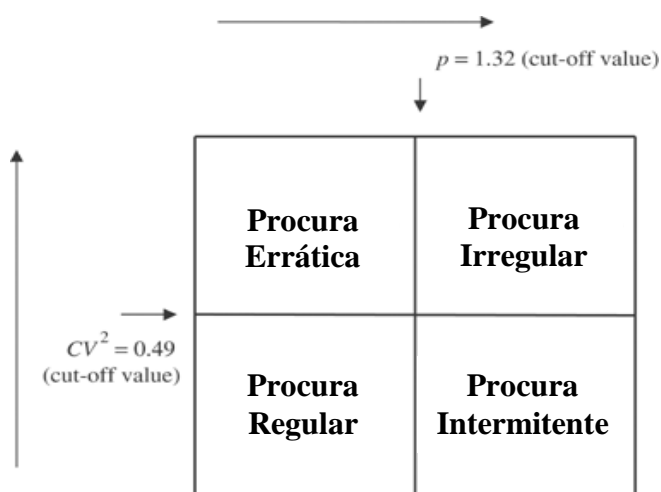 p = 1.32 (cut-off value)
Procura
Errática
Procura
Irregular
CV² = 0.49
(cut-off value)
Procura
Regular
Procura
Intermitente